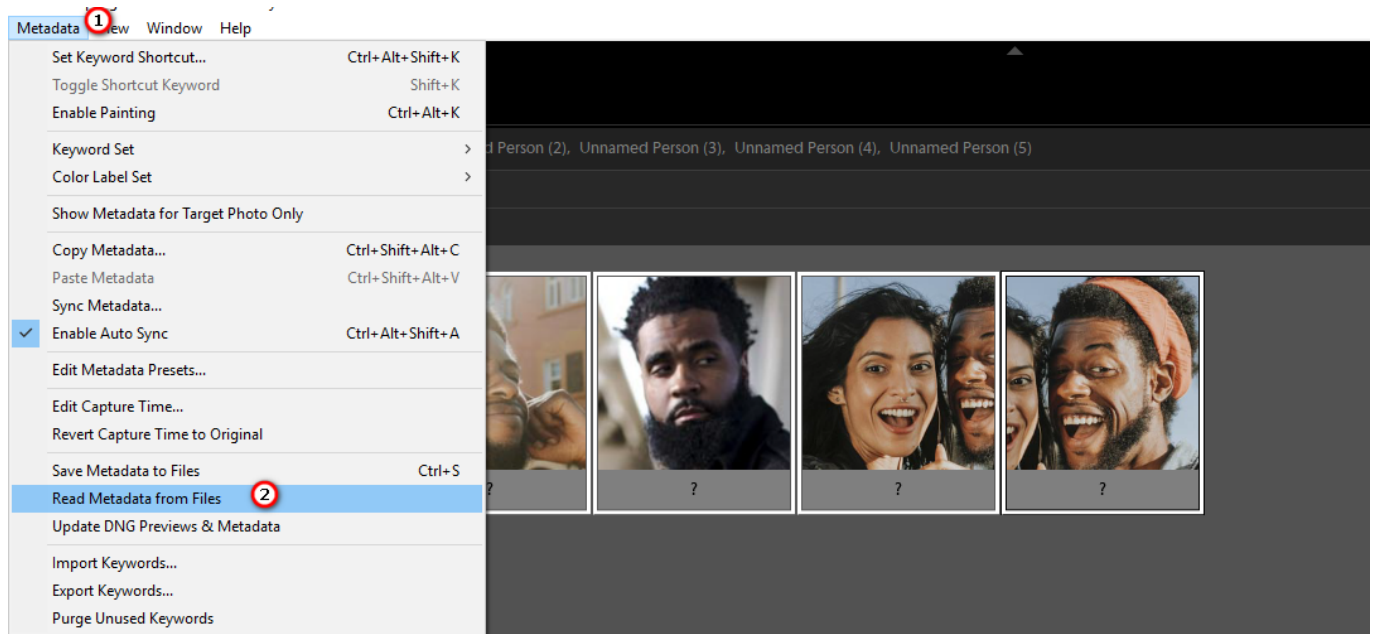 Metadata 1 ew Window Help
Set Keyword Shortcut... Ctrl+Alt+Shift+K
Toggle Shortcut Keyword Shift+K
Enable Painting Ctrl+Alt+K
Keyword Set >
Color Label Set >
Show Metadata for Target Photo Only
Copy Metadata... Ctrl+Shift+Alt+C
Paste Metadata Ctrl+Shift+Alt+V
Sync Metadata...
Enable Auto Sync Ctrl+Alt+Shift+A
Edit Metadata Presets...
Edit Capture Time...
Revert Capture Time to Original
Save Metadata to Files Ctrl+S
Read Metadata from Files 2
Update DNG Previews & Metadata
Import Keywords...
Export Keywords...
Purge Unused Keywords
d Person (2), Unnamed Person (3), Unnamed Person (4), Unnamed Person (5)
? ? ? ?